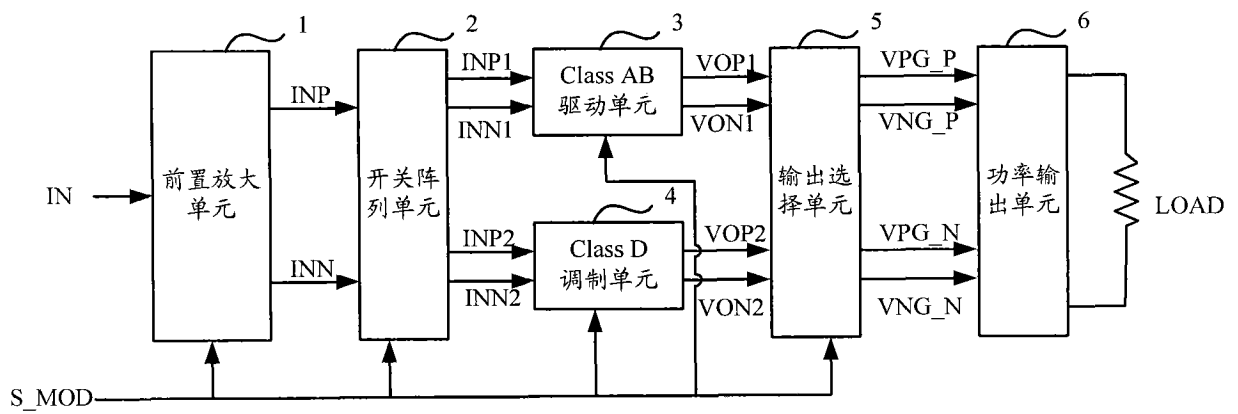 1
2
3
4
5
6
IN
前置放大
单元
INP
INN
开关阵
列单元
INP1
INN1
INP2
INN2
Class AB
驱动单元
Class D
调制单元
VOP1
VON1
VOP2
VON2
输出选
择单元
VPG_P
VNG_P
VPG_N
VNG_N
功率输
出单元
LOAD
S_MOD